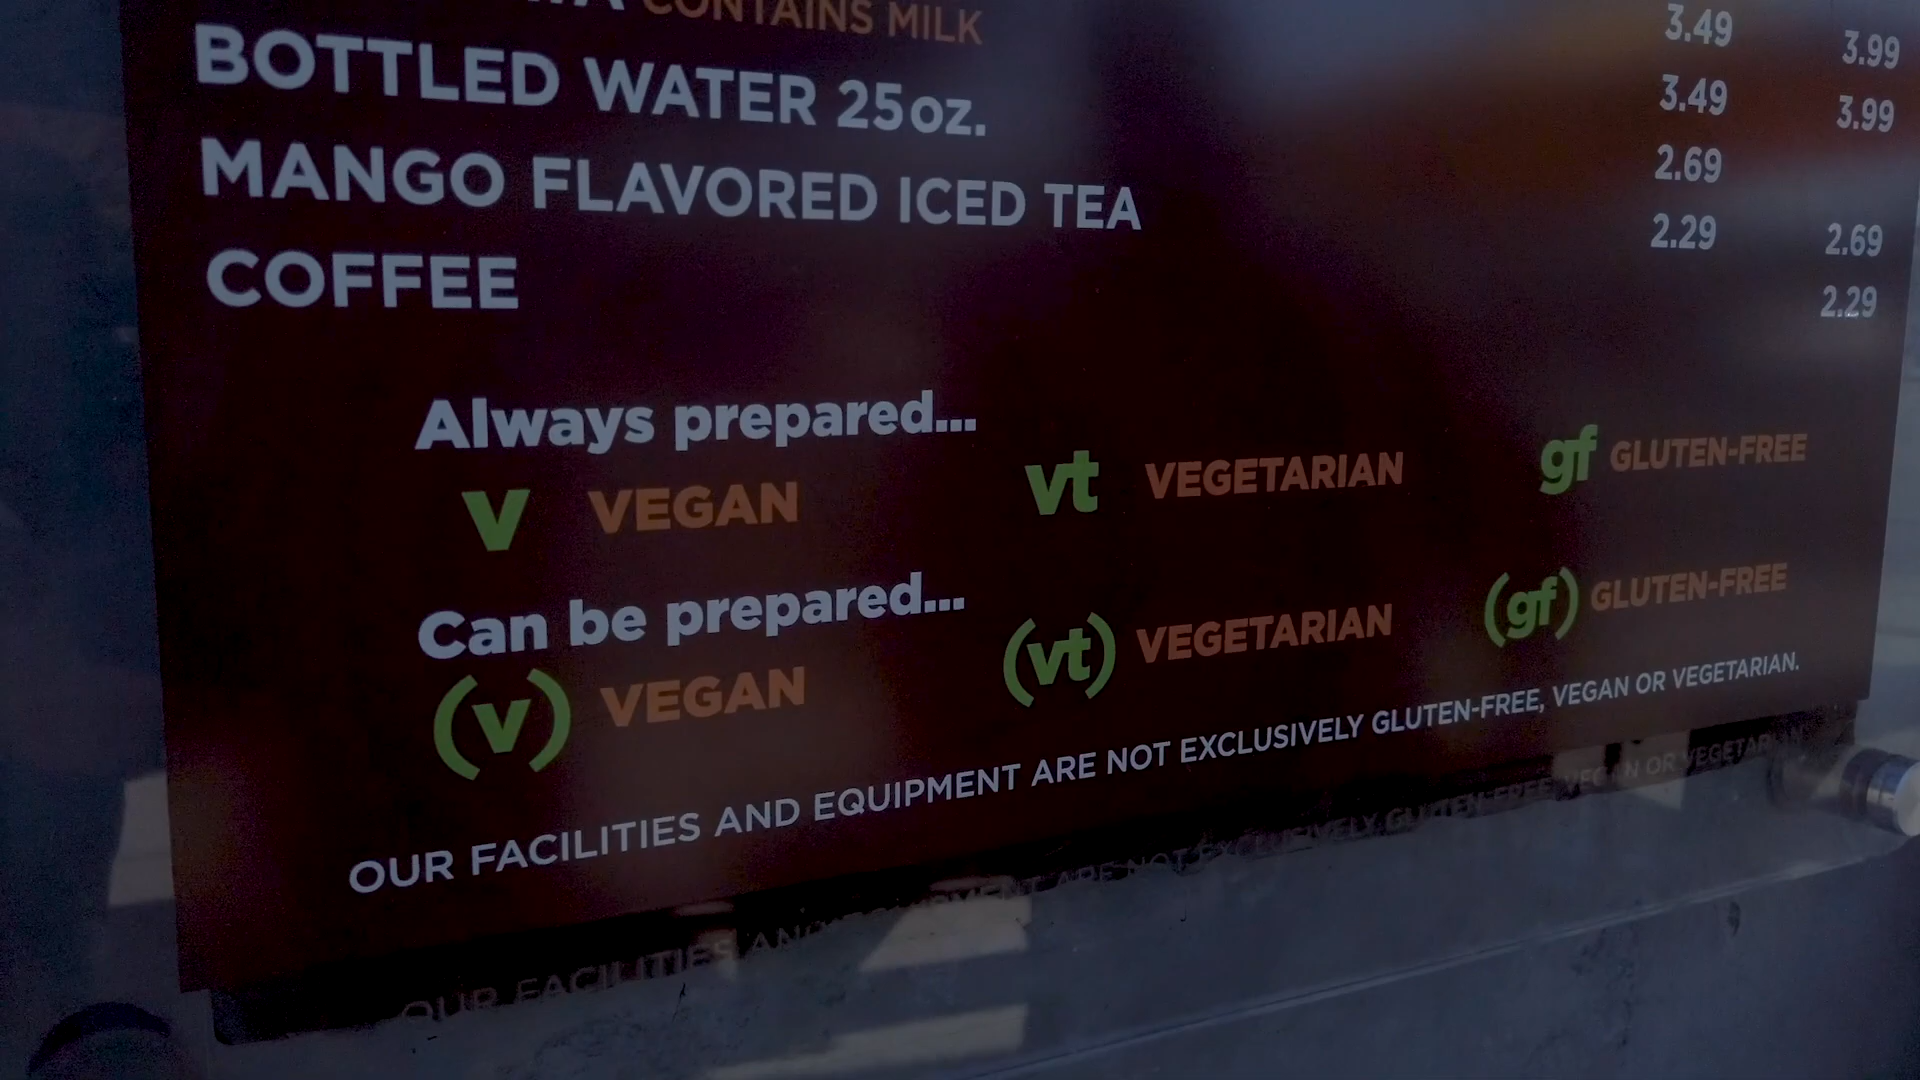 CONTAINS MILK
BOTTLED WATER 25oz.
MANGO FLAVORED ICED TEA
COFFEE
3.49 3.99
3.49 3.99
2.69
2.29 2.69
2.29
Always prepared...
v VEGAN vt VEGETARIAN gf GLUTEN-FREE
Can be prepared...
(v) VEGAN (vt) VEGETARIAN (gf) GLUTEN-FREE
OUR FACILITIES AND EQUIPMENT ARE NOT EXCLUSIVELY GLUTEN-FREE, VEGAN OR VEGETARIAN.